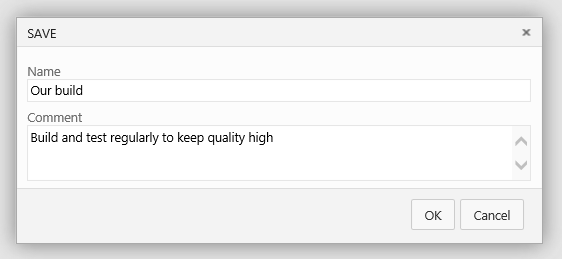 SAVE
Name
Our build
Comment
Build and test regularly to keep quality high
OK Cancel